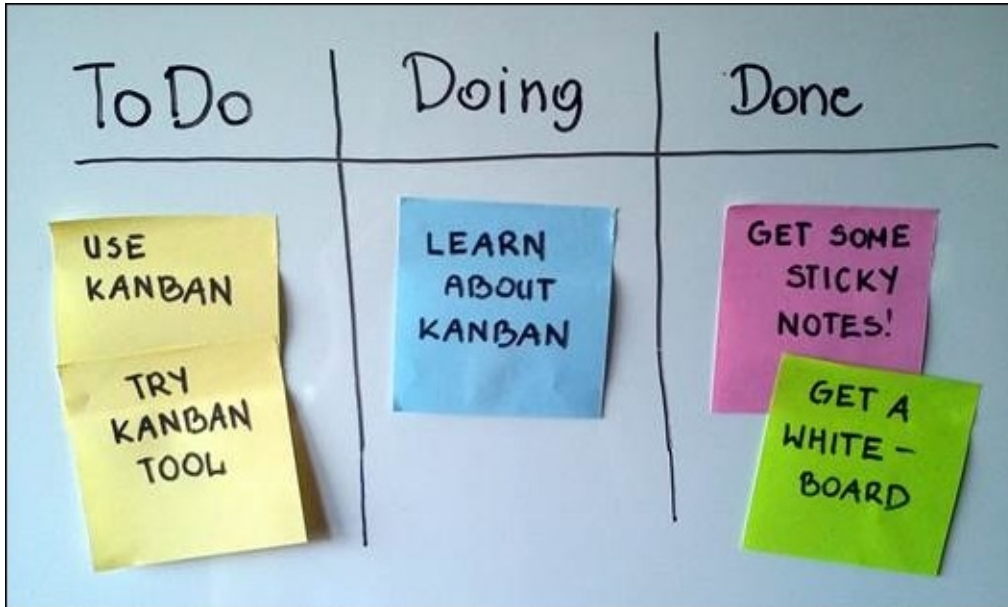 To Do
Doing
Done
USE
KANBAN
TRY
KANBAN
TOOL
LEARN
ABOUT
KANBAN
GET SOME
STICKY
NOTES!
GET A
WHITE-
BOARD